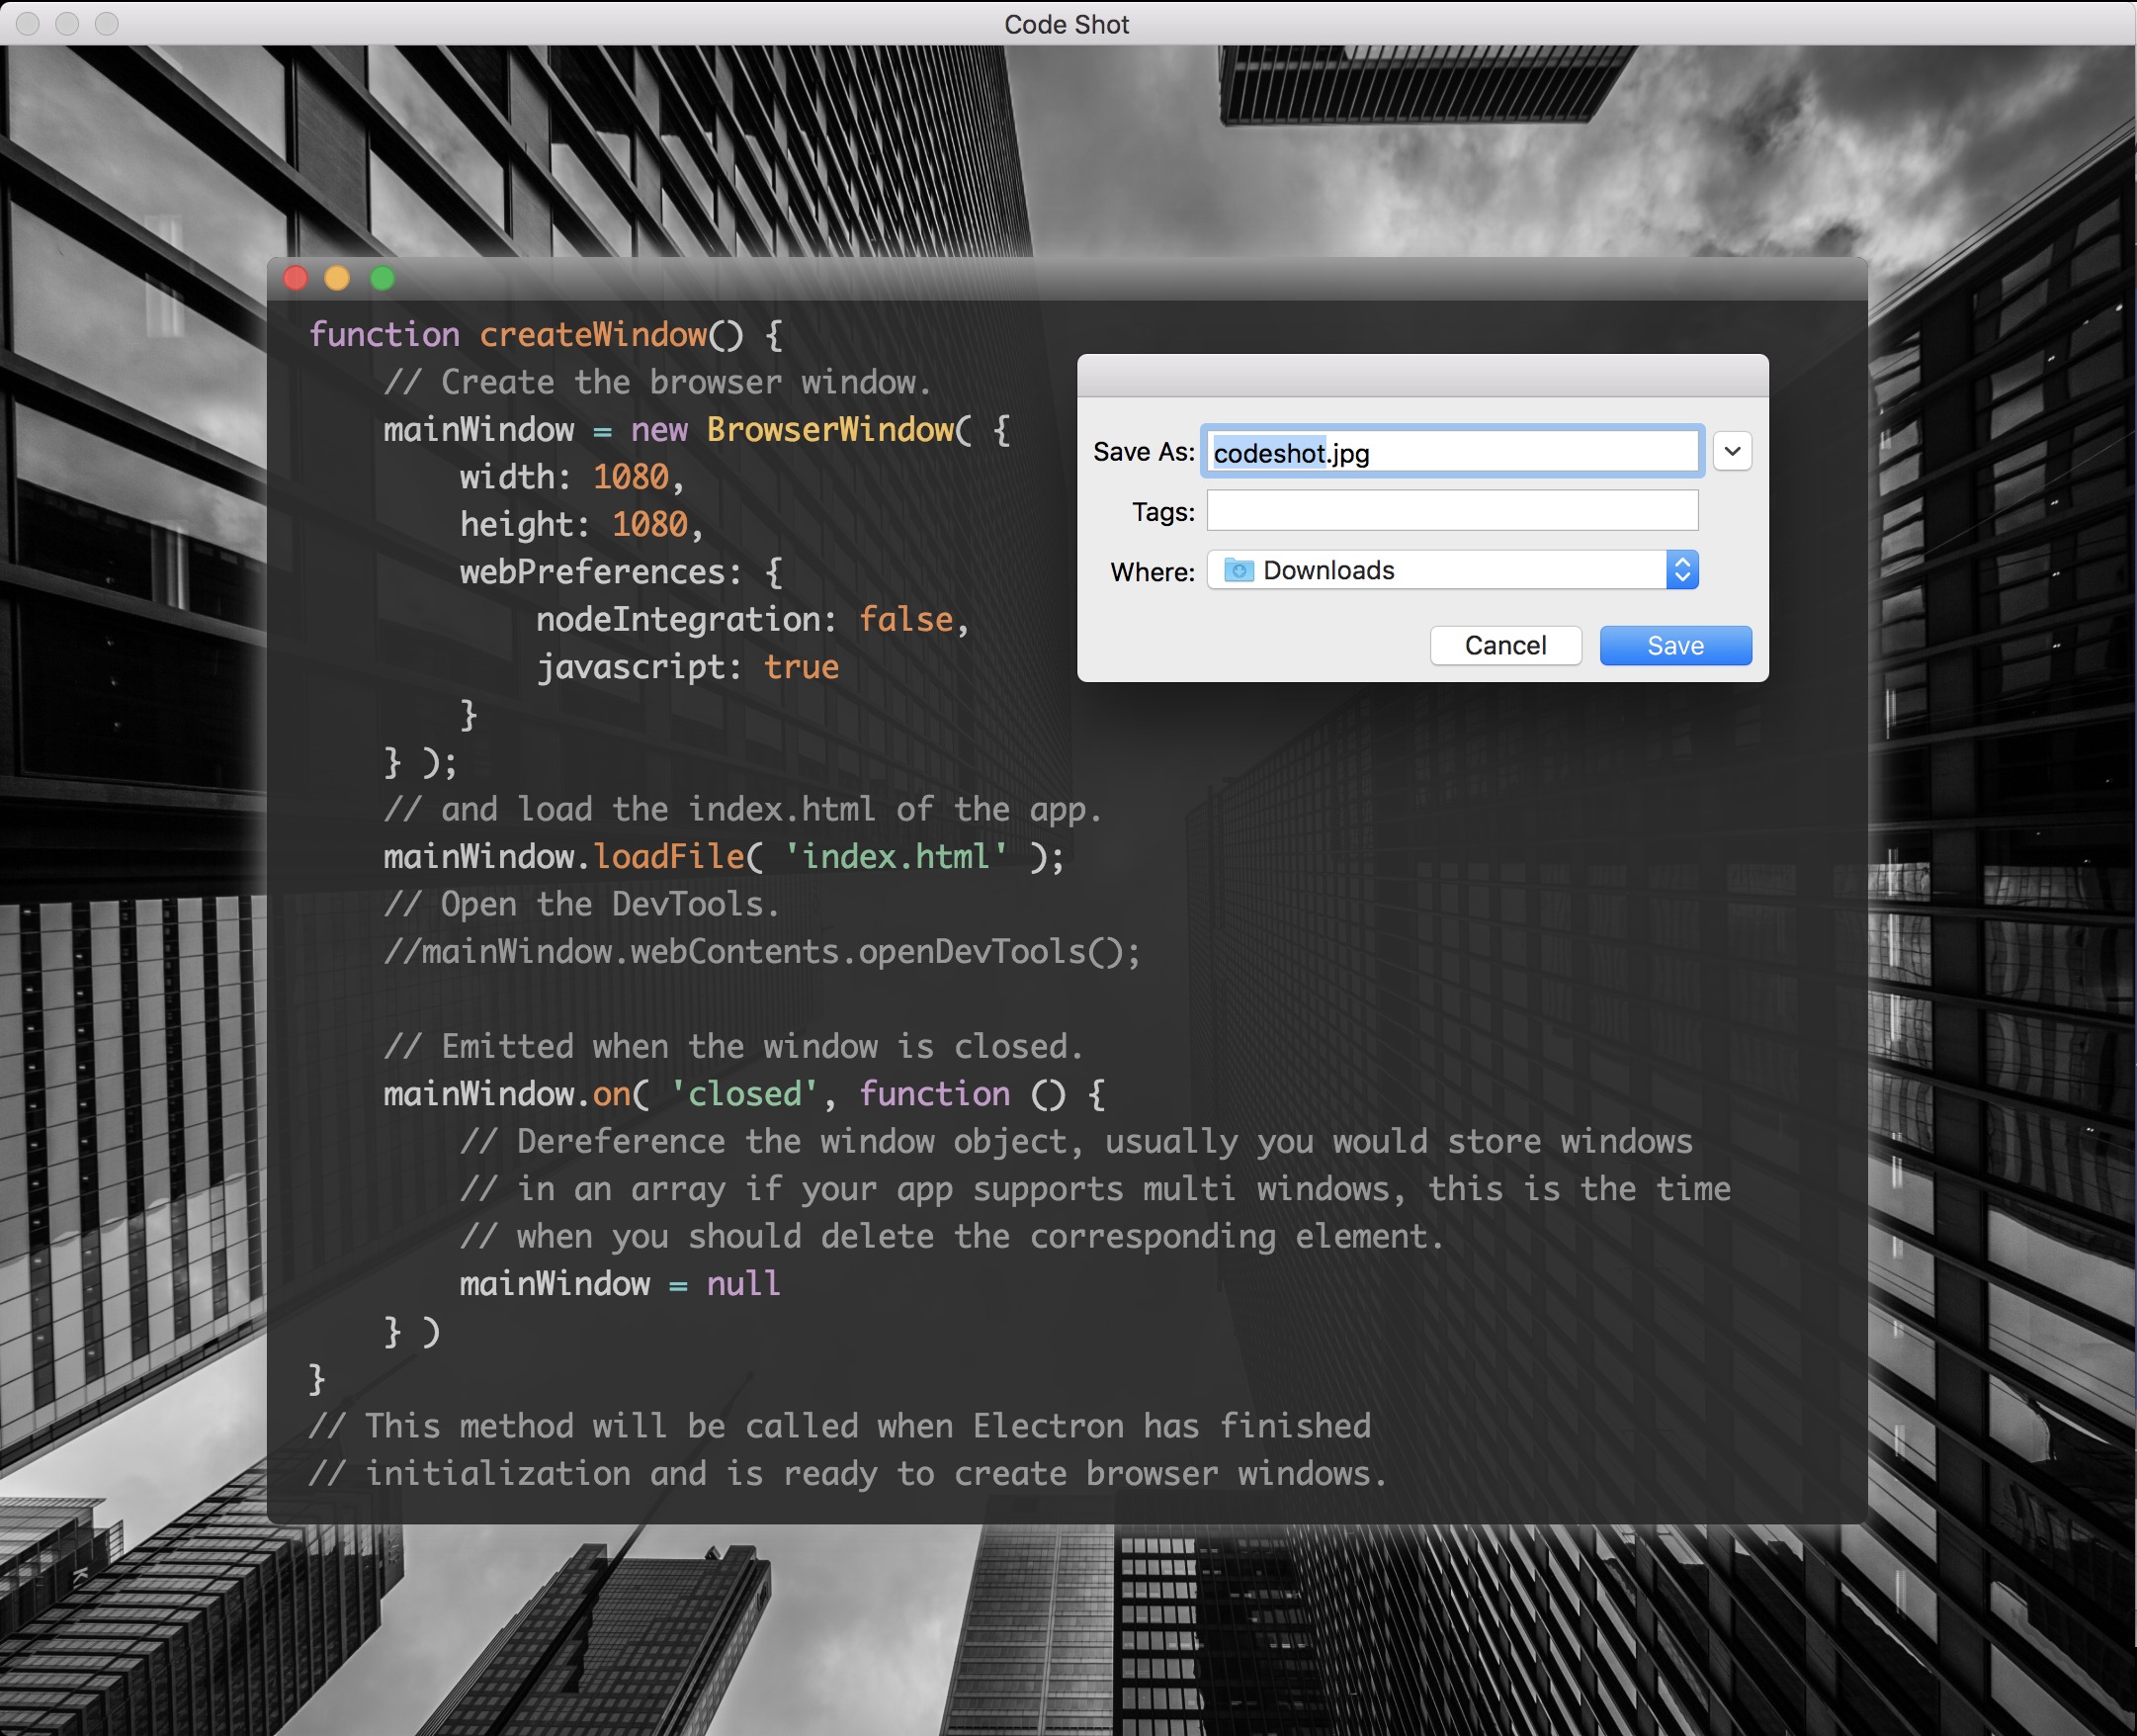 Code Shot
function createWindow() {
    // Create the browser window.
    mainWindow = new BrowserWindow( {
        width: 1080,
        height: 1080,
        webPreferences: {
            nodeIntegration: false,
            javascript: true
        }
    } );
    // and load the index.html of the app.
    mainWindow.loadFile( 'index.html' );
    // Open the DevTools.
    //mainWindow.webContents.openDevTools();

    // Emitted when the window is closed.
    mainWindow.on( 'closed', function () {
        // Dereference the window object, usually you would store windows
        // in an array if your app supports multi windows, this is the time
        // when you should delete the corresponding element.
        mainWindow = null
    } )
}
// This method will be called when Electron has finished
// initialization and is ready to create browser windows.
Save As: codeshot.jpg
Tags:
Where: Downloads
Cancel Save